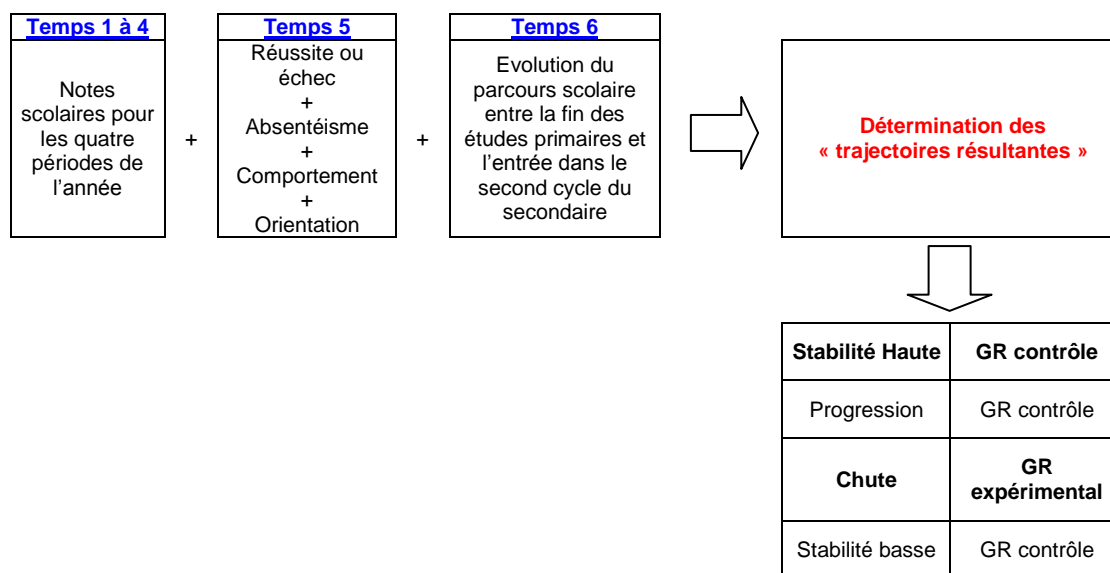 Temps 1 à 4
Notes
scolaires pour
les quatre
périodes de
l'année
+
Temps 5
Réussite ou
échec
+
Absentéisme
+
Comportement
+
Orientation
+
Temps 6
Evolution du
parcours scolaire
entre la fin des
études primaires et
l'entrée dans le
second cycle du
secondaire
Détermination des
« trajectoires résultantes »
Stabilité Haute
GR contrôle
Progression
GR contrôle
Chute
GR
expérimental
Stabilité basse
GR contrôle